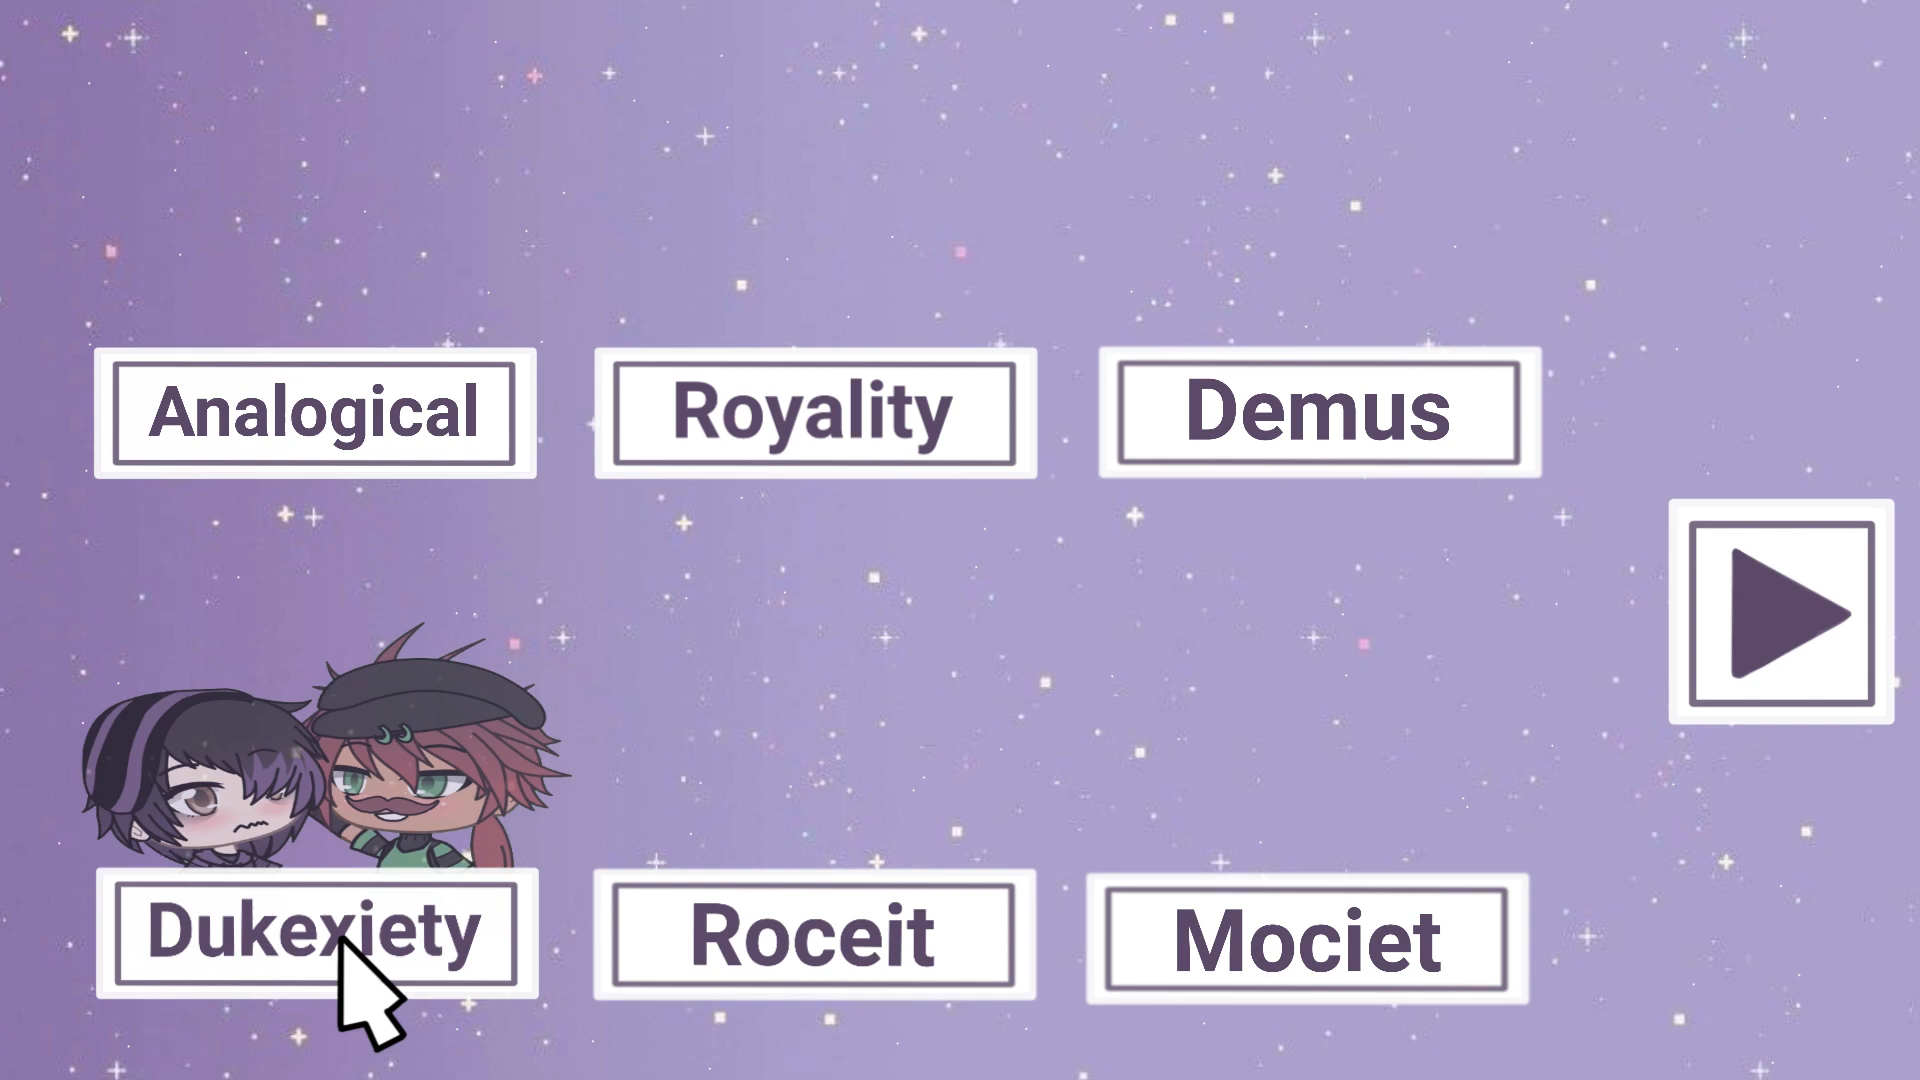 Analogical
Royality
Demus
Dukexiety
Roceit
Mociet